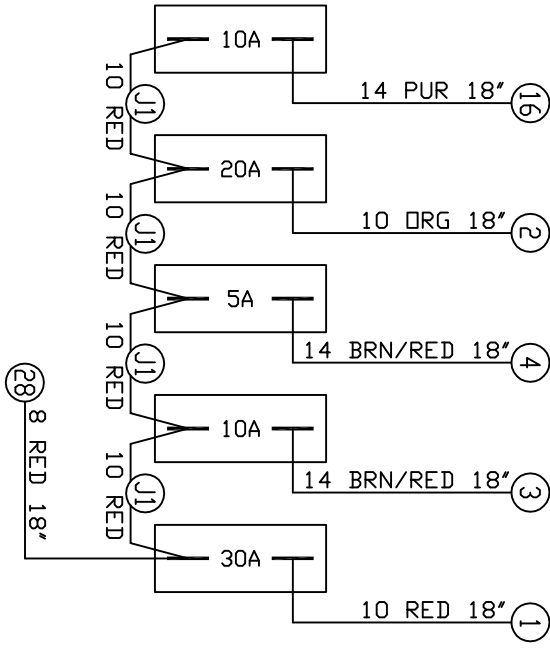 10A
14 PUR 18"
16
10 RED
J1
20A
10 ORG 18"
2
10 RED
J1
5A
14 BRN/RED 18"
4
10 RED
J1
10A
14 BRN/RED 18"
3
10 RED
J1
28
8 RED 18"
30A
10 RED 18"
1